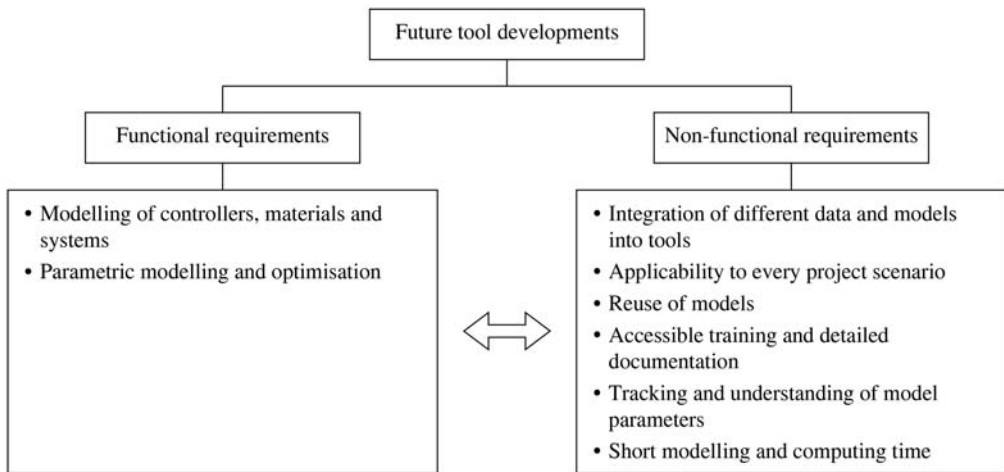 Future tool developments
Functional requirements
Non-functional requirements
• Modelling of controllers, materials and
systems
• Parametric modelling and optimisation
• Integration of different data and models
into tools
• Applicability to every project scenario
• Reuse of models
• Accessible training and detailed
documentation
• Tracking and understanding of model
parameters
• Short modelling and computing time